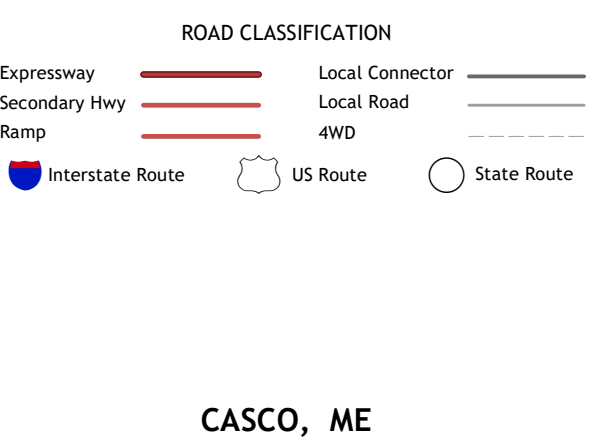 ROAD CLASSIFICATION
Expressway
Local Connector
Secondary Hwy
Local Road
Ramp
4WD
Interstate Route
US Route
State Route
CASCO, ME